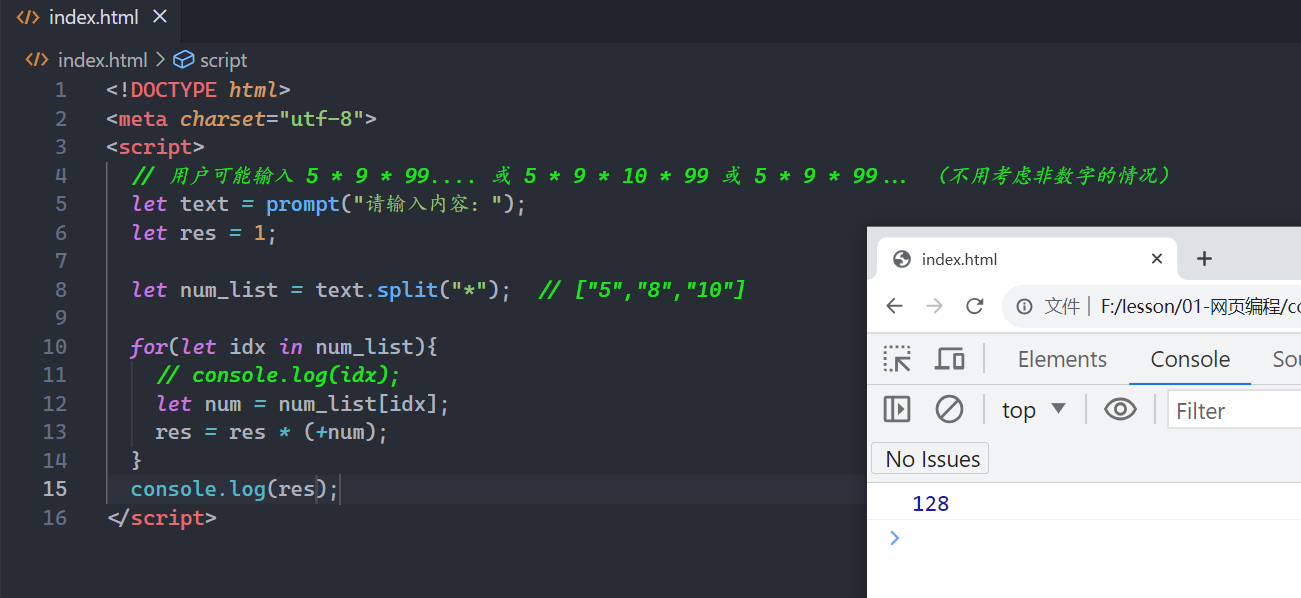 index.html
index.html > script
1 <!DOCTYPE html>
2 <meta charset="utf-8">
3 <script>
4 // 用户可能输入 5 * 9 * 99.... 或 5 * 9 * 10 * 99 或 5 * 9 * 99... （不用考虑非数字的情况）
5 let text = prompt("请输入内容: ");
6 let res = 1;
7
8 let num_list = text.split("*"); // ["5","8","10"]
9
10 for(let idx in num_list){
11 // console.log(idx);
12 let num = num_list[idx];
13 res = res * (+num);
14 }
15 console.log(res);
16 </script>
index.html
文件 F:/lesson/01-网页编程/co
Elements Console Sou
top Filter
No Issues
128